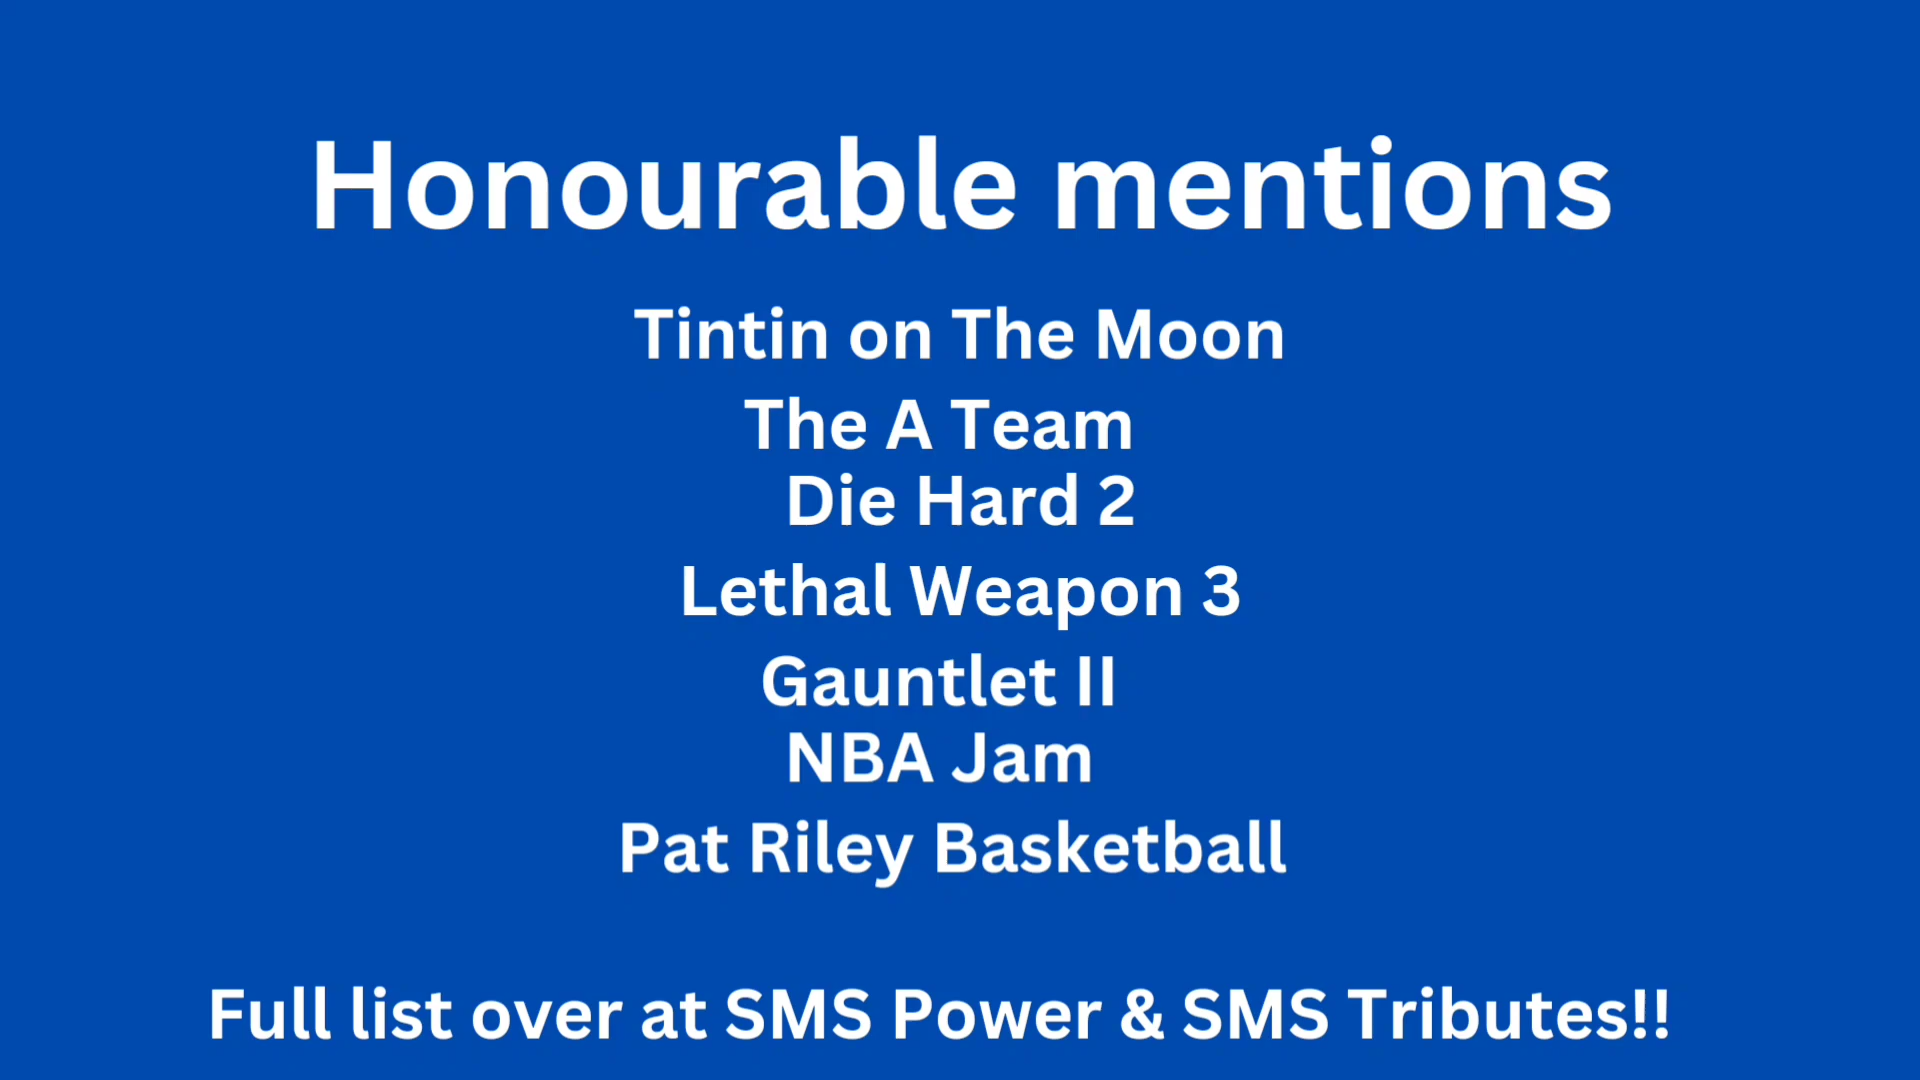 Honourable mentions
Tintin on The Moon
The A Team
Die Hard 2
Lethal Weapon 3
Gauntlet II
NBA Jam
Pat Riley Basketball
Full list over at SMS Power & SMS Tributes!!